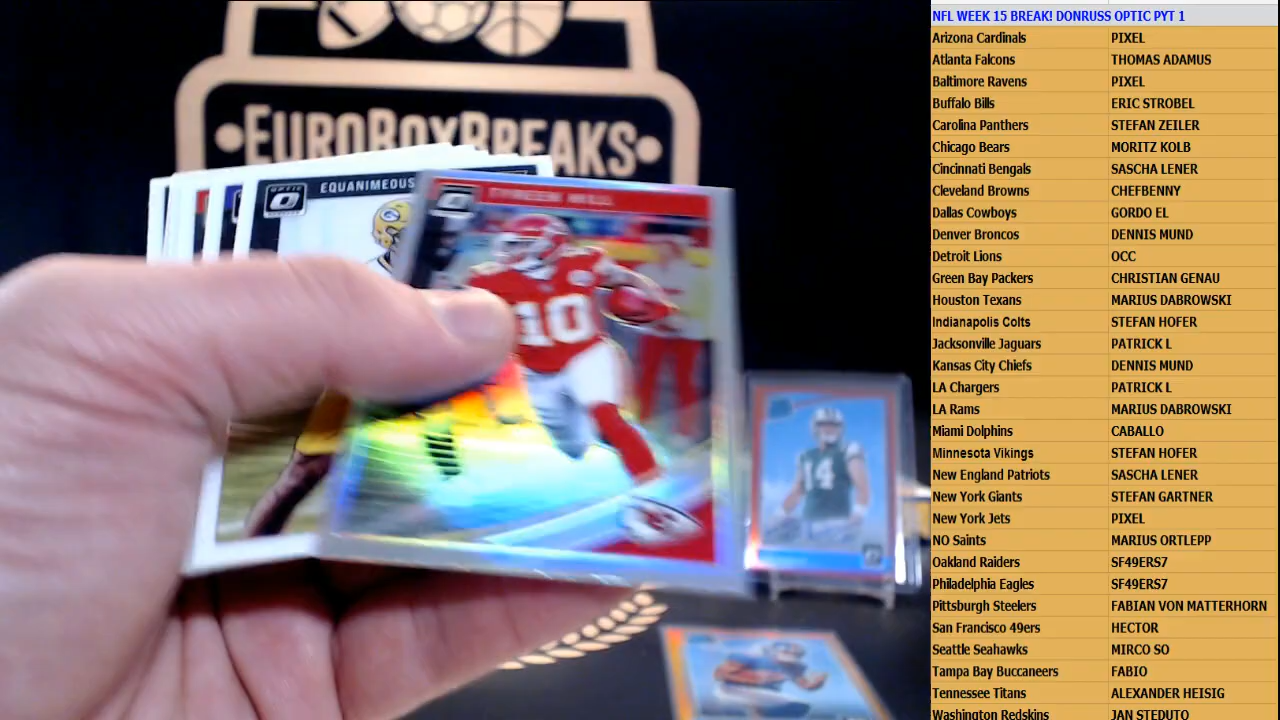 •EUROBOXBREAKS•
OPTIC
EQUANIMEOUS
TYREEK HILL
10
14
NFL WEEK 15 BREAK! DONRUSS OPTIC PYT 1
Arizona Cardinals PIXEL
Atlanta Falcons THOMAS ADAMUS
Baltimore Ravens PIXEL
Buffalo Bills ERIC STROBEL
Carolina Panthers STEFAN ZEILER
Chicago Bears MORITZ KOLB
Cincinnati Bengals SASCHA LENER
Cleveland Browns CHEFBENNY
Dallas Cowboys GORDO EL
Denver Broncos DENNIS MUND
Detroit Lions OCC
Green Bay Packers CHRISTIAN GENAU
Houston Texans MARIUS DABROWSKI
Indianapolis Colts STEFAN HOFER
Jacksonville Jaguars PATRICK L
Kansas City Chiefs DENNIS MUND
LA Chargers PATRICK L
LA Rams MARIUS DABROWSKI
Miami Dolphins CABALLO
Minnesota Vikings STEFAN HOFER
New England Patriots SASCHA LENER
New York Giants STEFAN GARTNER
New York Jets PIXEL
NO Saints MARIUS ORTLEPP
Oakland Raiders SF49ERS7
Philadelphia Eagles SF49ERS7
Pittsburgh Steelers FABIAN VON MATTERHORN
San Francisco 49ers HECTOR
Seattle Seahawks MIRCO SO
Tampa Bay Buccaneers FABIO
Tennessee Titans ALEXANDER HEISIG
Washington Redskins JAN STEDUTO